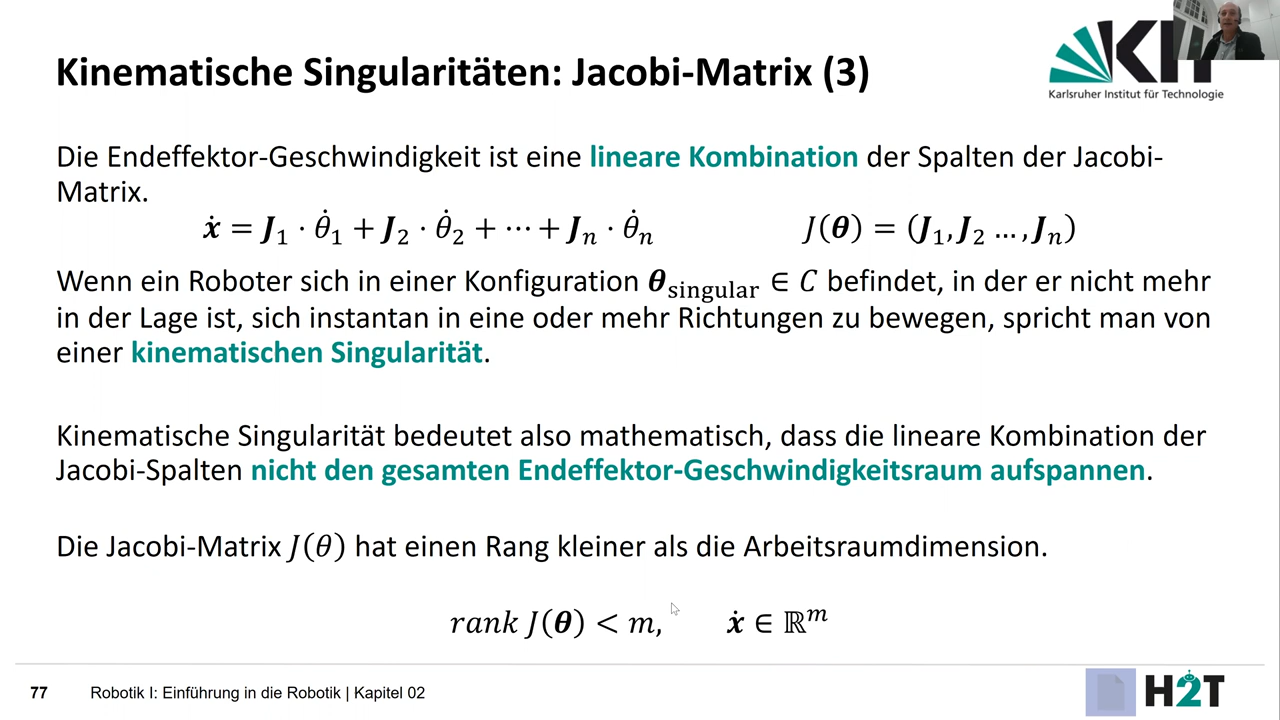 Kinematische Singularitäten: Jacobi-Matrix (3)
KIT
Karlsruher Institut für Technologie
Die Endeffektor-Geschwindigkeit ist eine lineare Kombination der Spalten der Jacobi-
Matrix.
ẋ = J₁ · θ̇₁ + J₂ · θ̇₂ + ⋯ + Jₙ · θ̇ₙ J(θ) = (J₁, J₂ …, Jₙ)
Wenn ein Roboter sich in einer Konfiguration θ_singular ∈ C befindet, in der er nicht mehr
in der Lage ist, sich instantan in eine oder mehr Richtungen zu bewegen, spricht man von
einer kinematischen Singularität.
Kinematische Singularität bedeutet also mathematisch, dass die lineare Kombination der
Jacobi-Spalten nicht den gesamten Endeffektor-Geschwindigkeitsraum aufspannen.
Die Jacobi-Matrix J(θ) hat einen Rang kleiner als die Arbeitsraumdimension.
rank J(θ) < m, ẋ ∈ ℝᵐ
77 Robotik I: Einführung in die Robotik | Kapitel 02
H2T